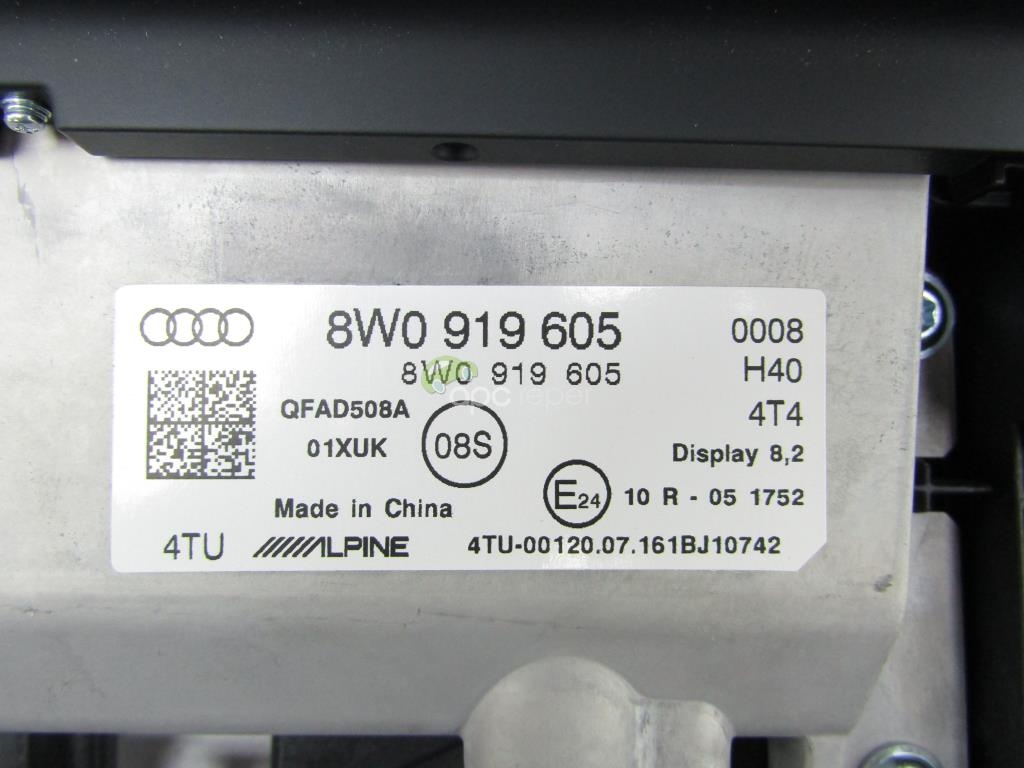 8W0 919 605 0008
8W0 919 605 H40
QFAD508A 4T4
01XUK 08S Display 8,2
Made in China E24 10 R - 05 1752
4TU ALPINE 4TU-00120.07.161BJ10742